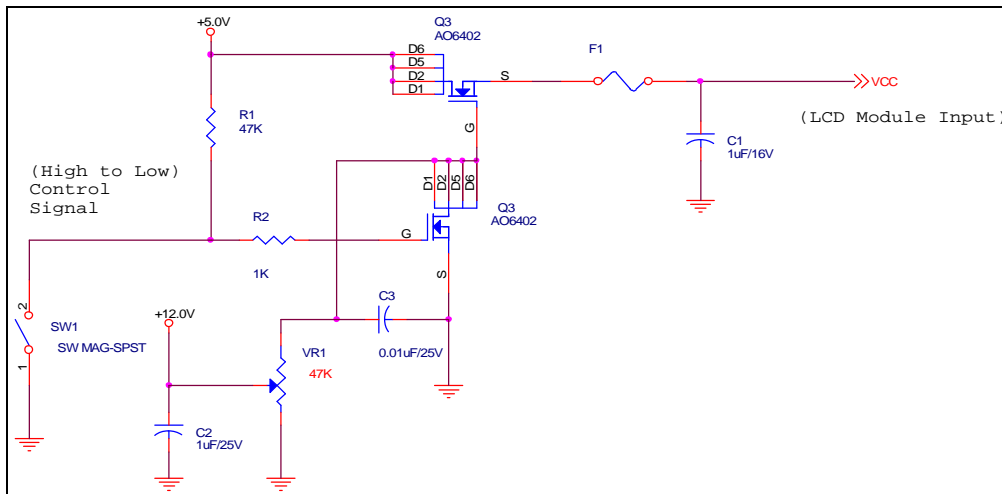 +5.0V
Q3
AO6402
D6
D5
D2
D1
S
G
F1
VCC
(LCD Module Input)
C1
1uF/16V
R1
47K
(High to Low)
Control
Signal
D1
D2
D5
D6
Q3
AO6402
R2
1K
G
S
2
1
SW1
SW MAG-SPST
+12.0V
C3
0.01uF/25V
VR1
47K
C2
1uF/25V